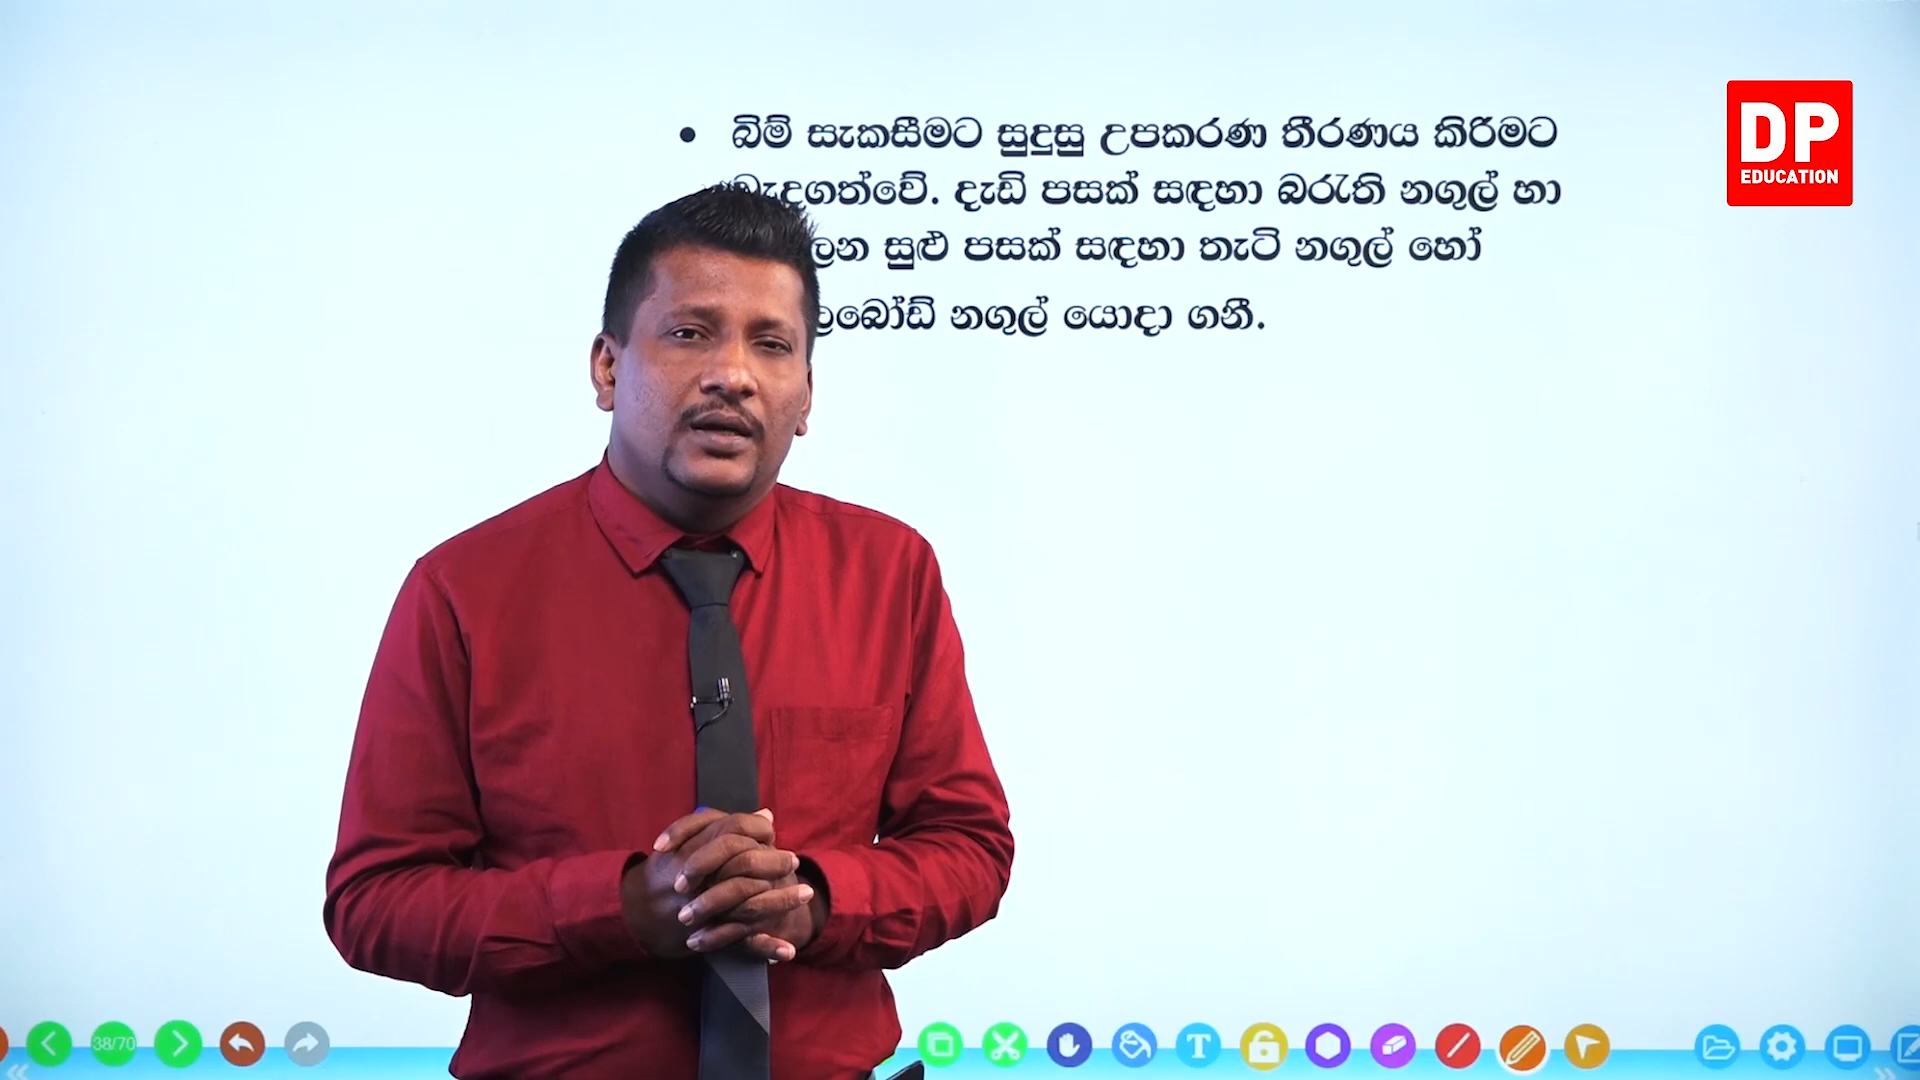 • බිම් සැකසීමට සුදුසු උපකරණ තීරණය කිරීමට
වැදගත්වේ. දැඩි පසක් සඳහා බරැති නගුල් හා
සුළු පසක් සඳහා තැටි නගුල් හෝ
නගුල් යොදා ගනී.
DP
EDUCATION
38/70
T